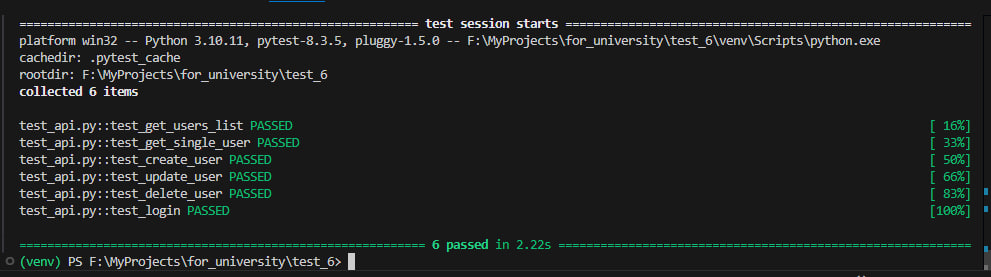 ==================================================== test session starts =====================================================
platform win32 -- Python 3.10.11, pytest-8.3.5, pluggy-1.5.0 -- F:\MyProjects\for_university\test_6\venv\Scripts\python.exe
cachedir: .pytest_cache
rootdir: F:\MyProjects\for_university\test_6
collected 6 items
test_api.py::test_get_users_list PASSED [ 16%]
test_api.py::test_get_single_user PASSED [ 33%]
test_api.py::test_create_user PASSED [ 50%]
test_api.py::test_update_user PASSED [ 66%]
test_api.py::test_delete_user PASSED [ 83%]
test_api.py::test_login PASSED [100%]
===================================================== 6 passed in 2.22s ======================================================
(venv) PS F:\MyProjects\for_university\test_6>